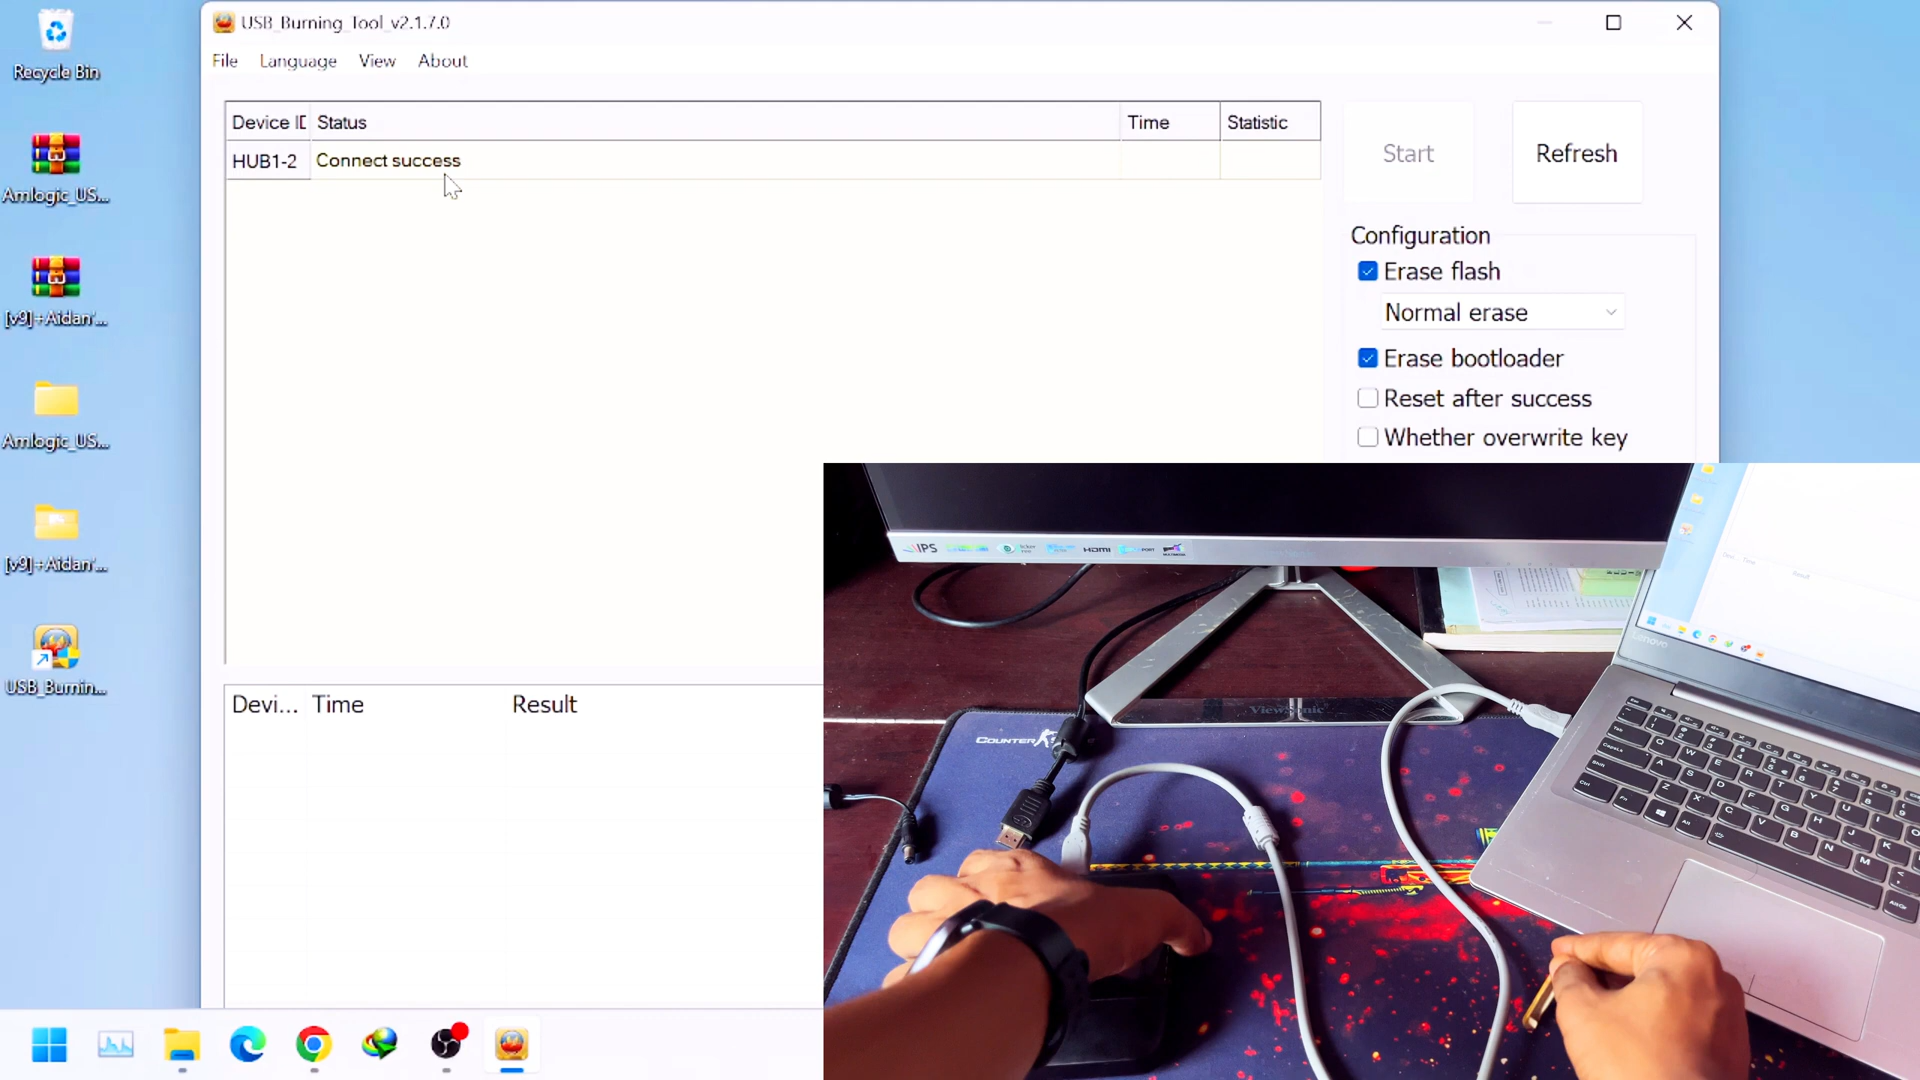 USB_Burning_Tool_v2.1.7.0
File Language View About
Device ID Status Time Statistic
HUB1-2 Connect success
Start Refresh
Configuration
Erase flash
Normal erase
Erase bootloader
Reset after success
Whether overwrite key
Devi... Time Result
Recycle Bin
Amlogic_US...
[v9]+Aidan'...
Amlogic_US...
[v9]+Aidan'...
USB_Burnin...
IPS
HDMI
ViewSonic
COUNTER
Lenovo